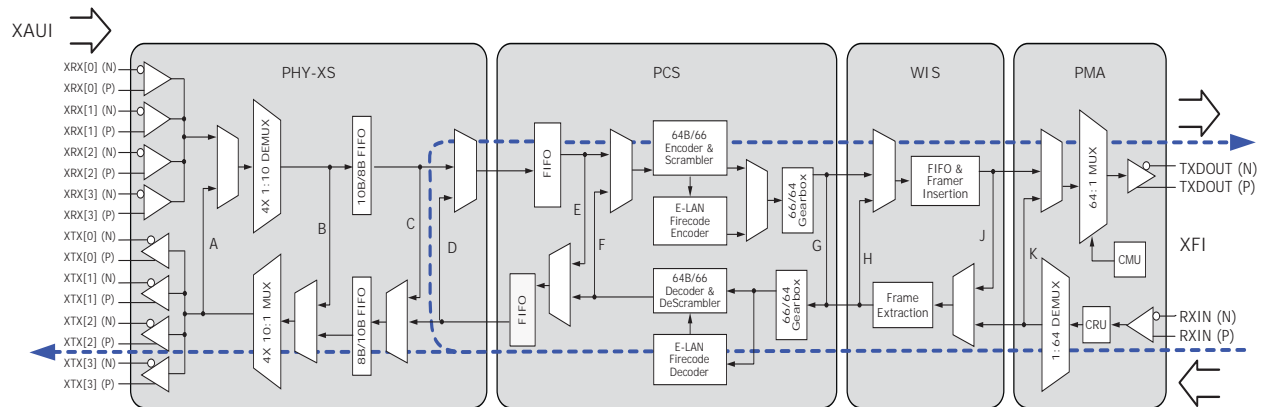 XAUI
PHY-XS
PCS
WIS
PMA
XRX[0] (N)
XRX[0] (P)
XRX[1] (N)
XRX[1] (P)
XRX[2] (N)
XRX[2] (P)
XRX[3] (N)
XRX[3] (P)
XTX[0] (N)
XTX[0] (P)
XTX[1] (N)
XTX[1] (P)
XTX[2] (N)
XTX[2] (P)
XTX[3] (N)
XTX[3] (P)
A
4X 1:10 DEMUX
4X 10:1 MUX
B
10B/8B FIFO
8B/10B FIFO
C
D
FIFO
FIFO
E
F
64B/66
Encoder &
Scrambler
E-LAN
Firecode
Encoder
64B/66
Decoder &
DeScrambler
E-LAN
Firecode
Decoder
66/64
Gearbox
66/64
Gearbox
G
H
FIFO &
Framer
Insertion
Frame
Extraction
J
K
64:1 MUX
1:64 DEMUX
CMU
CRU
TXDOUT (N)
TXDOUT (P)
XFI
RXIN (N)
RXIN (P)